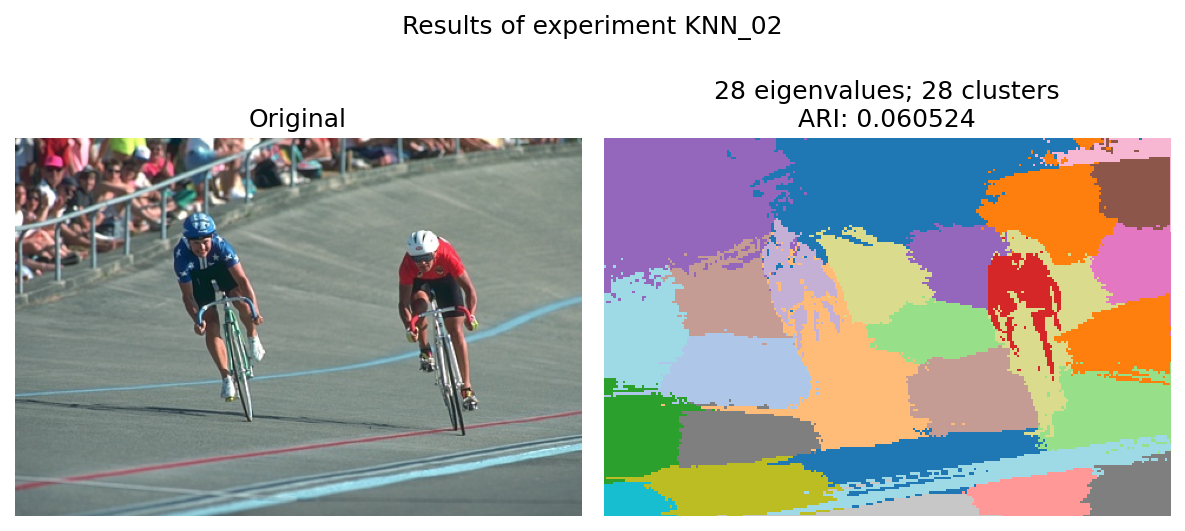 Results of experiment KNN_02
Original
28 eigenvalues; 28 clusters
ARI: 0.060524